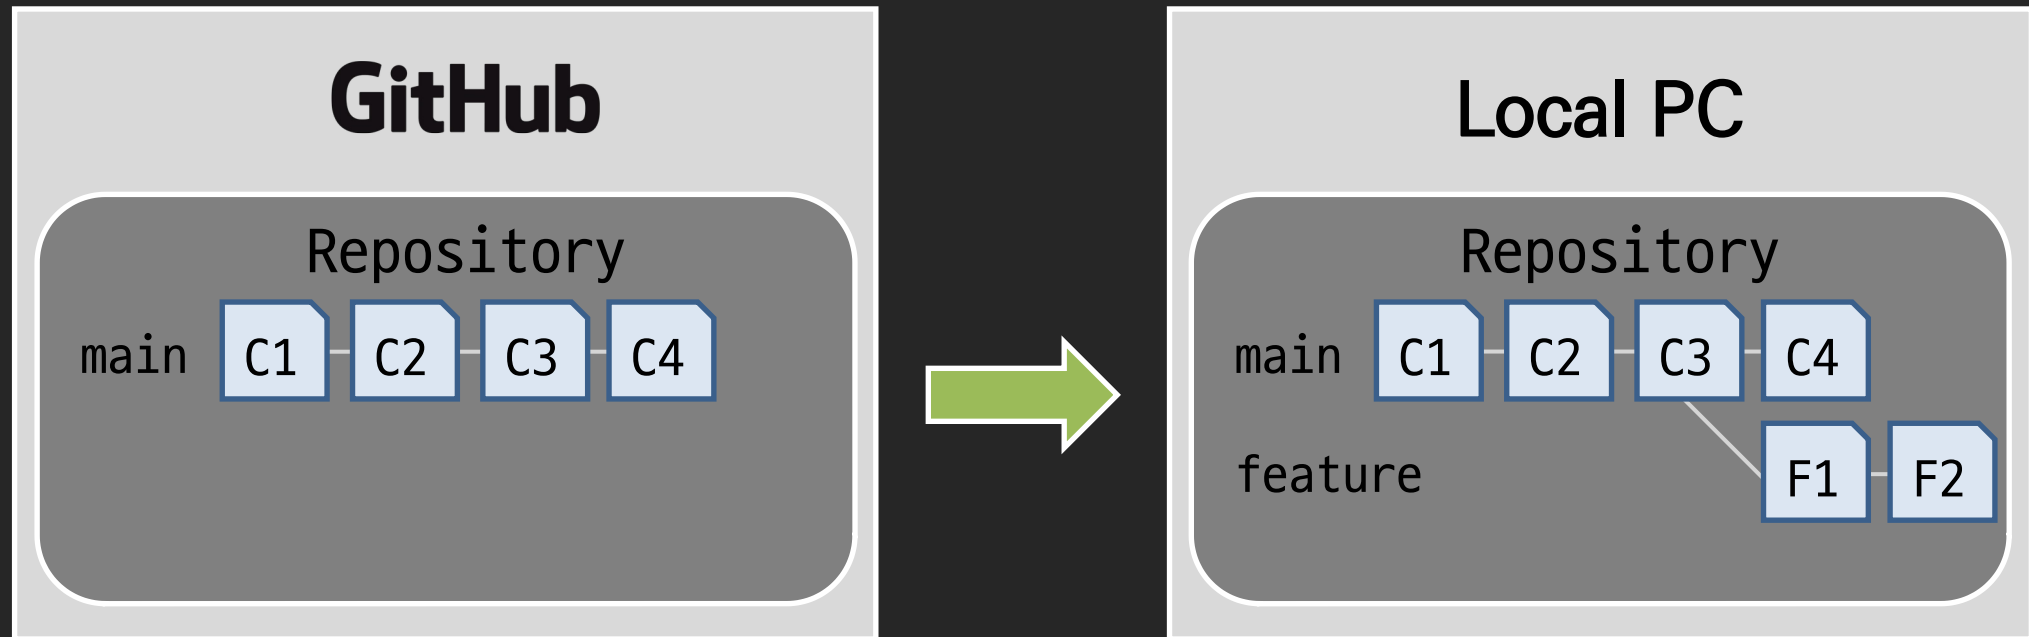 GitHub
Repository
main C1 C2 C3 C4
Local PC
Repository
main C1 C2 C3 C4
feature F1 F2